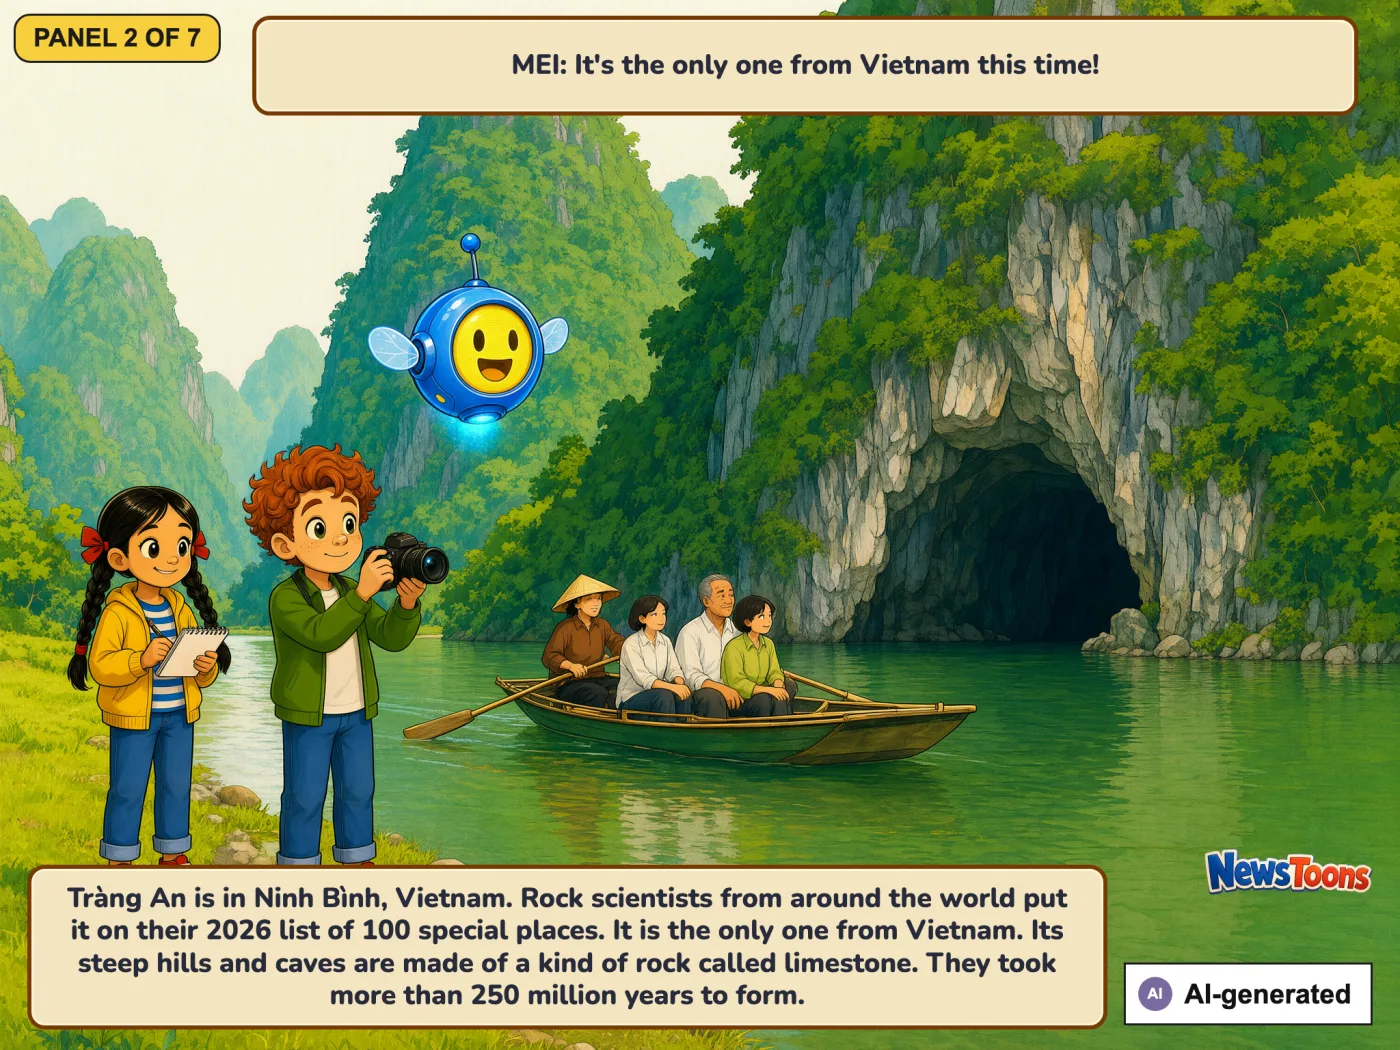 PANEL 2 OF 7
MEI: It's the only one from Vietnam this time!
Tràng An is in Ninh Bình, Vietnam. Rock scientists from around the world put
it on their 2026 list of 100 special places. It is the only one from Vietnam. Its
steep hills and caves are made of a kind of rock called limestone. They took
more than 250 million years to form.
NewsToons
AI AI-generated